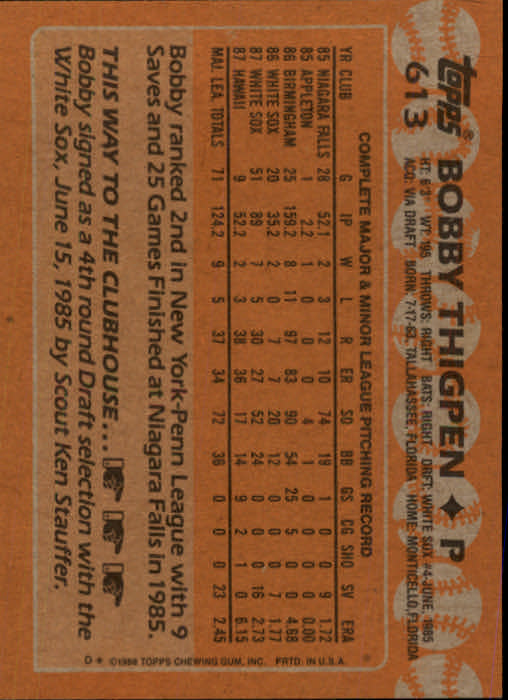 topps® BOBBY THIGPEN ♦ P
613
HT: 6'3" WT: 195 THROWS: RIGHT BATS: RIGHT DRFT: WHITE SOX #4-JUNE, 1985
ACQ: VIA DRAFT BORN: 7-17-63, TALLAHASSEE, FLORIDA HOME: MONTICELLO, FLORIDA
COMPLETE MAJOR & MINOR LEAGUE PITCHING RECORD
YR CLUB G IP W L R ER SO BB GS CG SHO SV ERA
85 NIAGARA FALLS 28 52.1 2 3 12 10 74 19 1 0 0 9 1.72
85 APPLETON 1 2.2 1 0 0 0 4 1 0 0 0 0 0.00
86 BIRMINGHAM 25 159.2 8 11 97 83 90 54 25 5 0 0 4.68
86 WHITE SOX 20 35.2 2 0 7 7 20 12 0 0 0 7 1.77
87 WHITE SOX 51 89 7 5 30 27 52 24 0 0 0 16 2.73
87 HAWAII 9 52.2 2 3 38 36 17 14 9 2 1 0 6.15
MAJ. LEA. TOTALS 71 124.2 9 5 37 34 72 36 0 0 0 23 2.45
Bobby ranked 2nd in New York-Penn League with 9
Saves and 25 Games Finished at Niagara Falls in 1985.
THIS WAY TO THE CLUBHOUSE...
Bobby signed as a 4th round Draft selection with the
White Sox, June 15, 1985 by Scout Ken Stauffer.
D* ©1988 TOPPS CHEWING GUM, INC. PRTD. IN U.S.A.